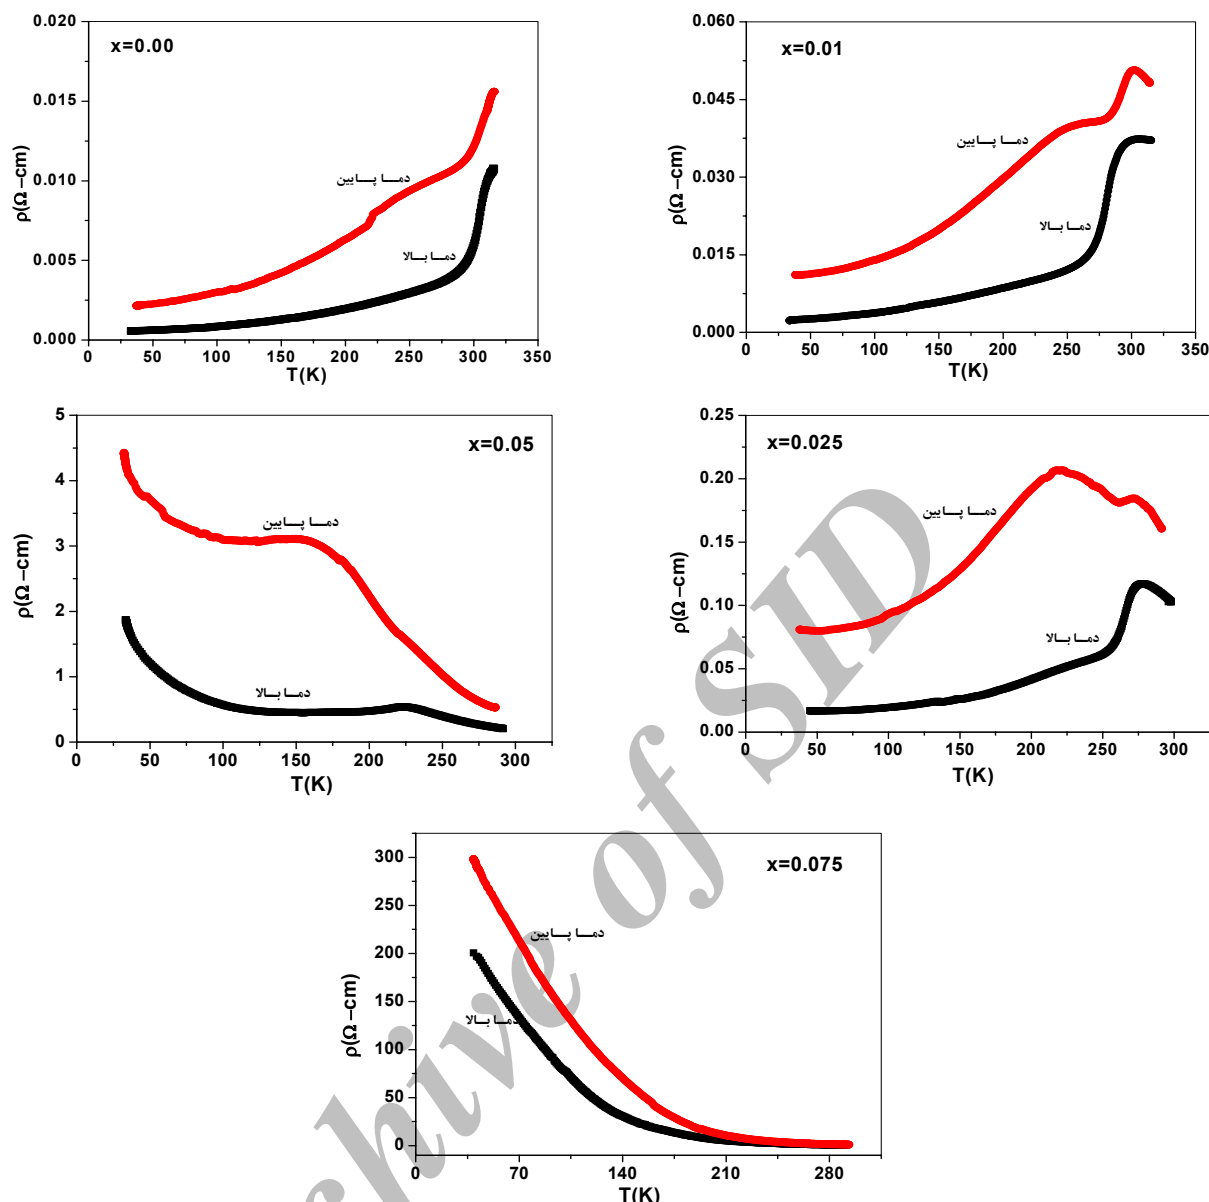 x=0.00
ρ(Ω–cm)
0.020
0.015
0.010
0.005
0.000
دما پایین
دما بالا
0 50 100 150 200 250 300 350
T(K)
x=0.01
ρ(Ω–cm)
0.060
0.045
0.030
0.015
0.000
دما پایین
دما بالا
0 50 100 150 200 250 300 350
T(K)
x=0.05
ρ(Ω–cm)
5
4
3
2
1
0
دما پایین
دما بالا
0 50 100 150 200 250 300
T(K)
x=0.025
ρ(Ω–cm)
0.25
0.20
0.15
0.10
0.05
0.00
دما پایین
دما بالا
0 50 100 150 200 250 300
T(K)
x=0.075
ρ(Ω–cm)
300
250
200
150
100
50
0
دما پایین
دما بالا
0 70 140 210 280
T(K)
hive of SID